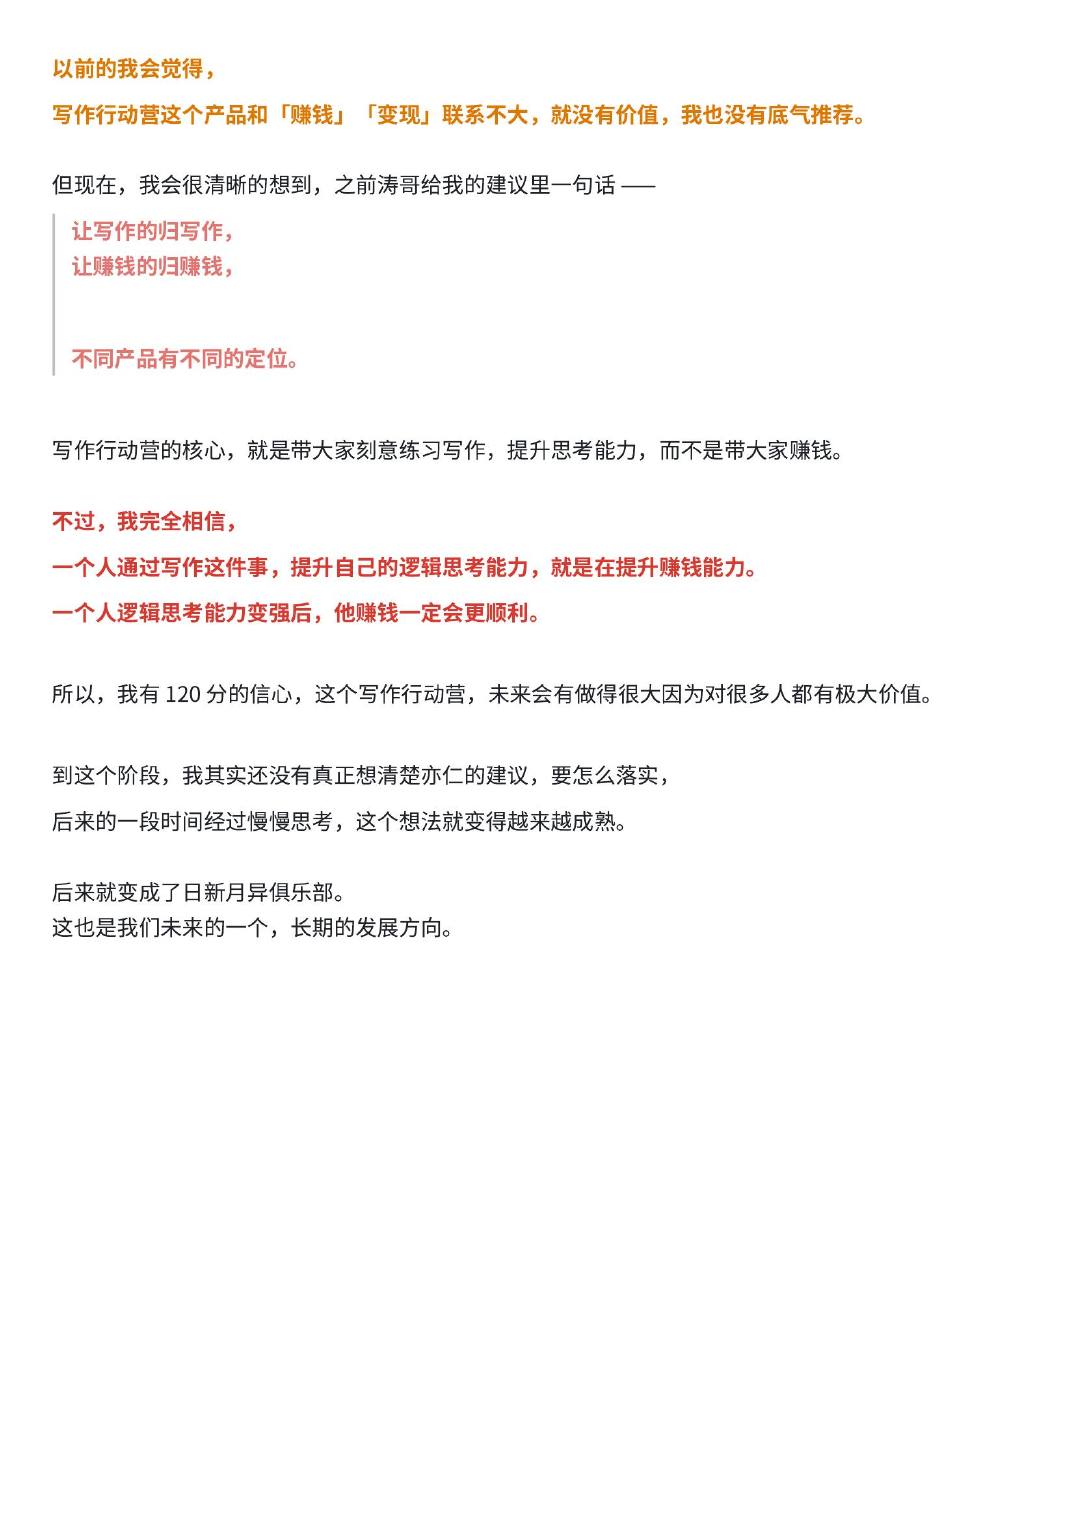 以前的我会觉得，
写作行动营这个产品和「赚钱」「变现」联系不大，就没有价值，我也没有底气推荐。
但现在，我会很清晰的想到，之前涛哥给我的建议里一句话 ——
让写作的归写作，
让赚钱的归赚钱，
不同产品有不同的定位。
写作行动营的核心，就是带大家刻意练习写作，提升思考能力，而不是带大家赚钱。
不过，我完全相信，
一个人通过写作这件事，提升自己的逻辑思考能力，就是在提升赚钱能力。
一个人逻辑思考能力变强后，他赚钱一定会更顺利。
所以，我有 120 分的信心，这个写作行动营，未来会有做得很大因为对很多人都有极大价值。
到这个阶段，我其实还没有真正想清楚亦仁的建议，要怎么落实，
后来的一段时间经过慢慢思考，这个想法就变得越来越成熟。
后来就变成了日新月异俱乐部。
这也是我们未来的一个，长期的发展方向。